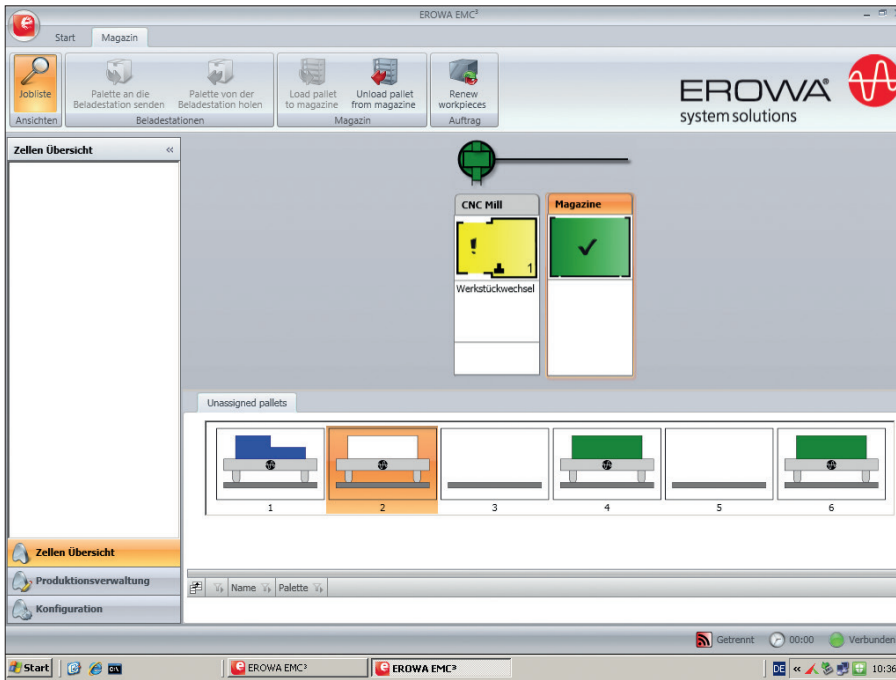 EROWA EMC³
Start Magazin
Jobliste
Palette an die
Beladestation senden
Palette von der
Beladestation holen
Load pallet
to magazine
Unload pallet
from magazine
Renew
workpieces
Ansichten
Beladestationen
Magazin
Auftrag
EROWA®
system solutions
Zellen Übersicht «
CNC Mill
1
Werkstückwechsel
Magazine
Unassigned pallets
1 2 3 4 5 6
Zellen Übersicht
Produktionsverwaltung
Konfiguration
Name Palette
Getrennt 00:00 Verbunden
Start
EROWA EMC³
EROWA EMC³
DE « 10:36